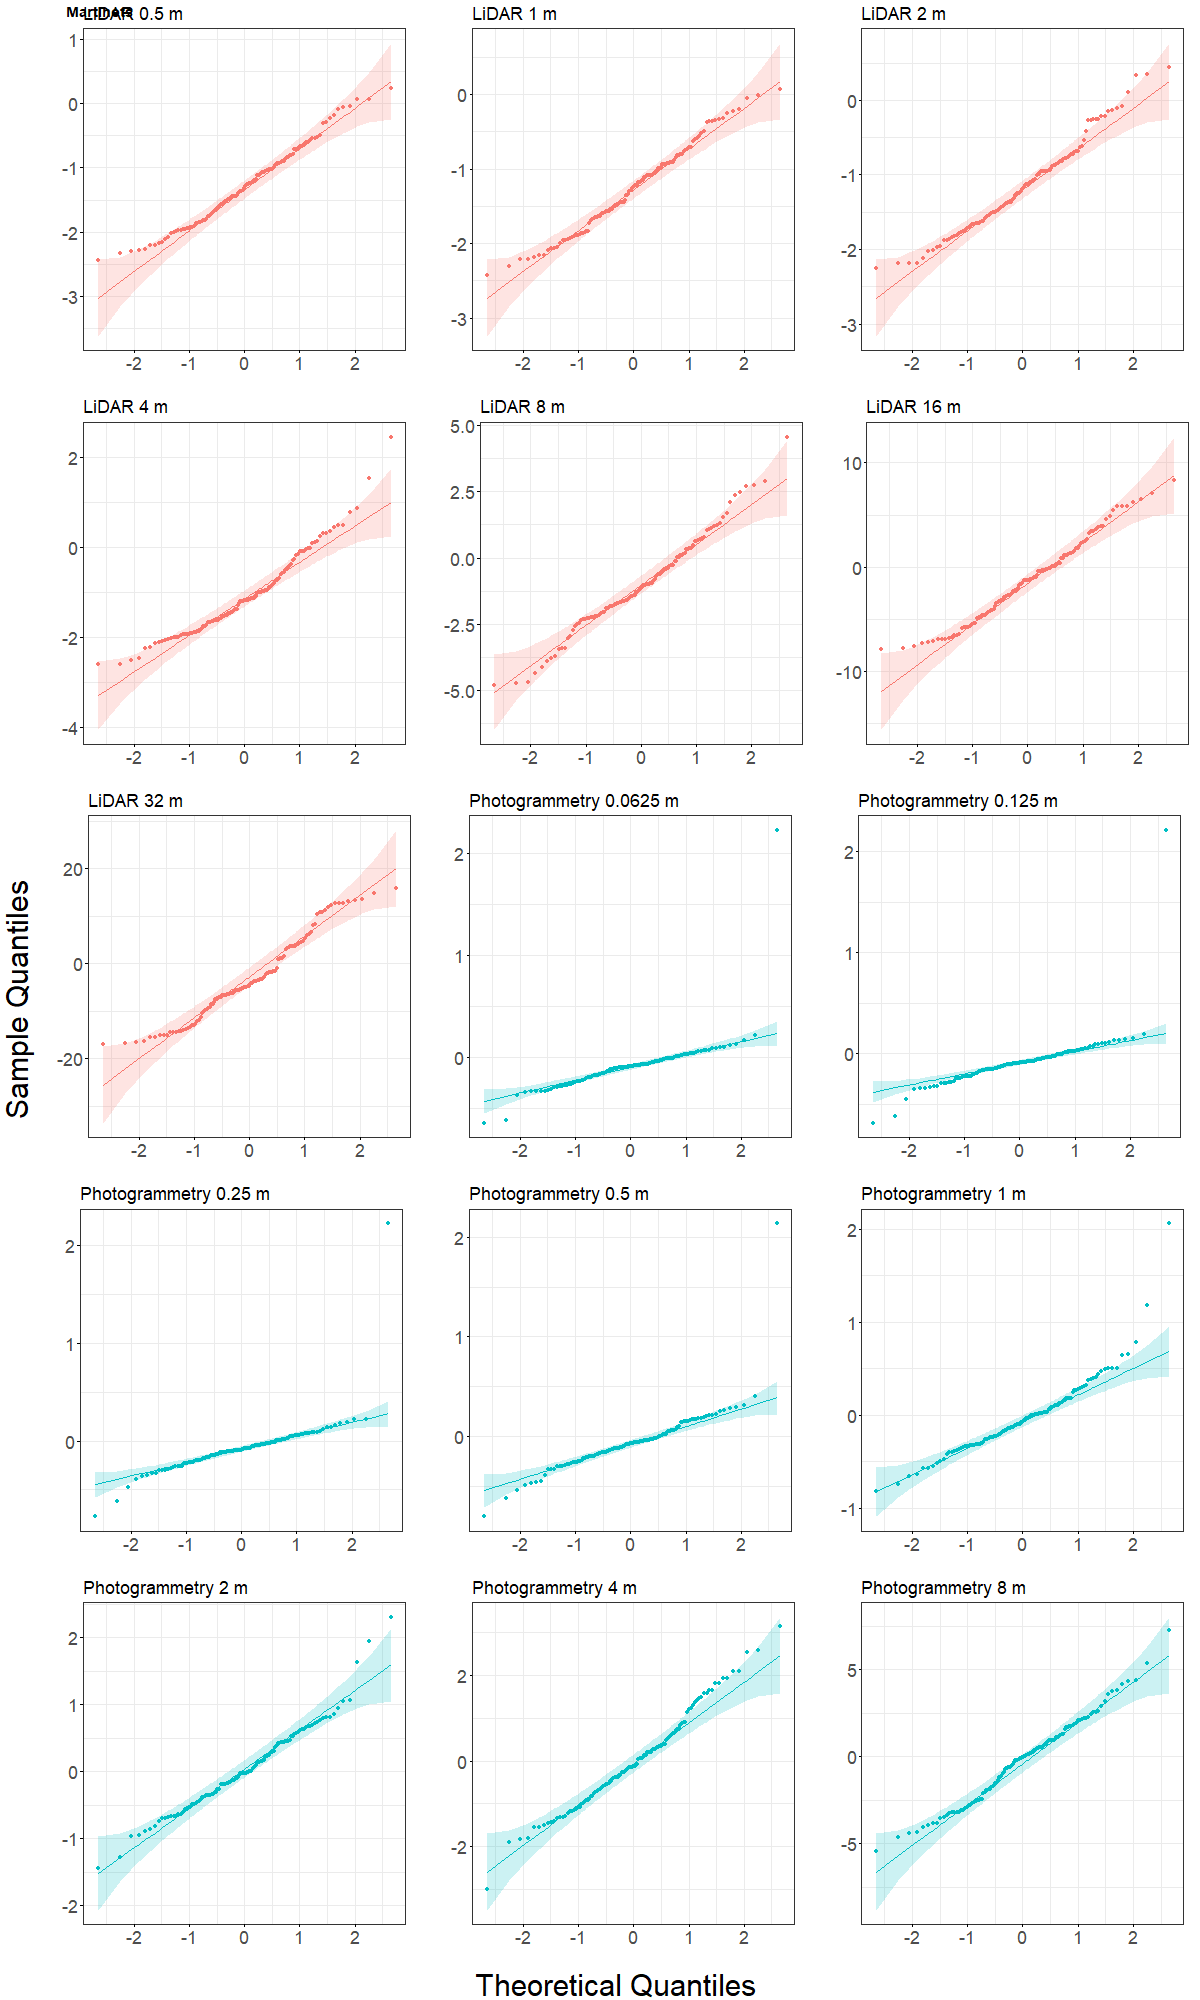 LiDAR 0.5 m
LiDAR 1 m
LiDAR 2 m
1
0
-1
-2
-3
-2 -1 0 1 2
0
-1
-2
-3
-2 -1 0 1 2
0
-1
-2
-3
-2 -1 0 1 2
LiDAR 4 m
LiDAR 8 m
LiDAR 16 m
2
0
-2
-4
-2 -1 0 1 2
5.0
2.5
0.0
-2.5
-5.0
-2 -1 0 1 2
10
0
-10
-2 -1 0 1 2
Sample Quantiles
LiDAR 32 m
Photogrammetry 0.0625 m
Photogrammetry 0.125 m
20
0
-20
-2 -1 0 1 2
2
1
0
-2 -1 0 1 2
2
1
0
-2 -1 0 1 2
Photogrammetry 0.25 m
Photogrammetry 0.5 m
Photogrammetry 1 m
2
1
0
-2 -1 0 1 2
2
1
0
-2 -1 0 1 2
2
1
0
-1
-2 -1 0 1 2
Photogrammetry 2 m
Photogrammetry 4 m
Photogrammetry 8 m
2
1
0
-1
-2
-2 -1 0 1 2
2
0
-2
-2 -1 0 1 2
5
0
-5
-2 -1 0 1 2
Theoretical Quantiles